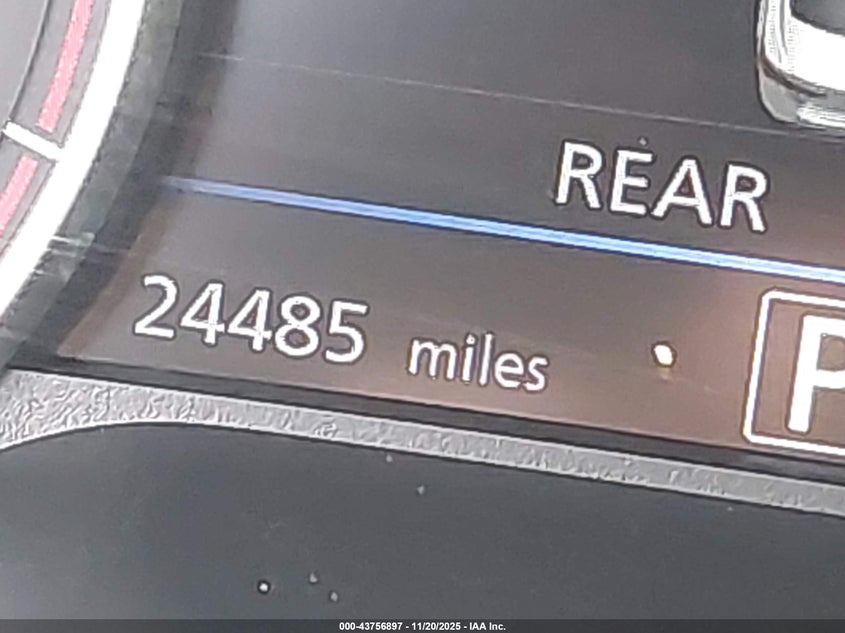 REAR
24485 miles
P
000-43756897 - 11/20/2025 - IAA Inc.